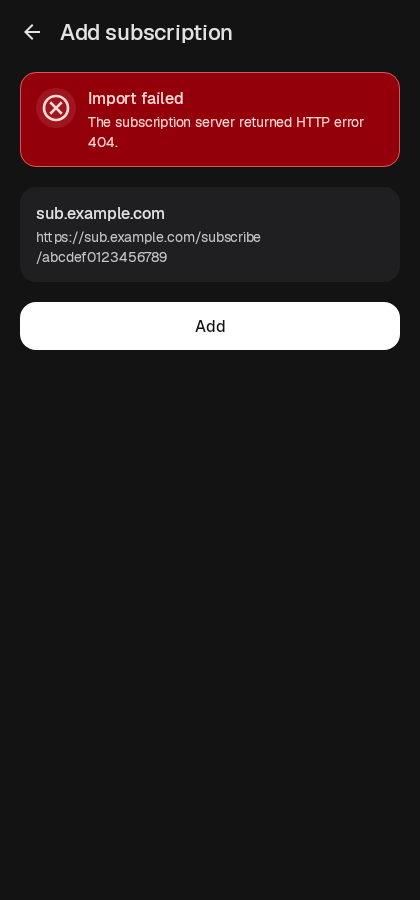 Add subscription
Import failed
The subscription server returned HTTP error
404.
sub.example.com
https://sub.example.com/subscribe
/abcdef0123456789
Add